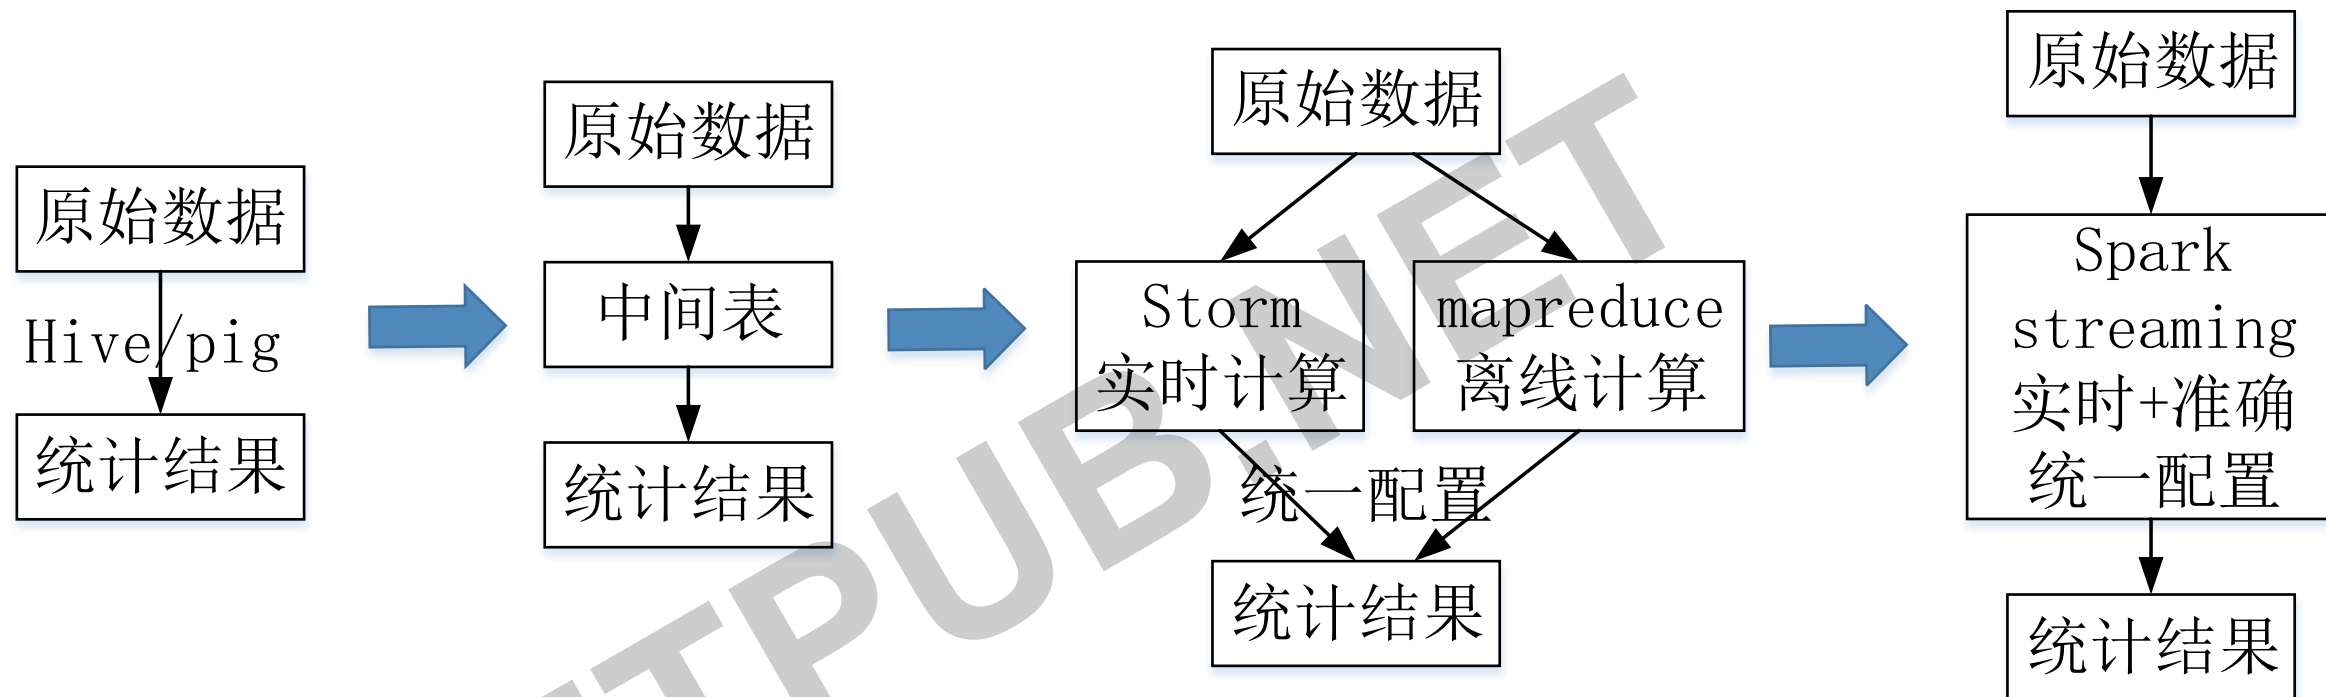 原始数据
Hive/pig
统计结果
原始数据
中间表
统计结果
原始数据
Storm
实时计算
mapreduce
离线计算
统一配置
统计结果
原始数据
Spark
streaming
实时+准确
统一配置
统计结果
TPUB.NET